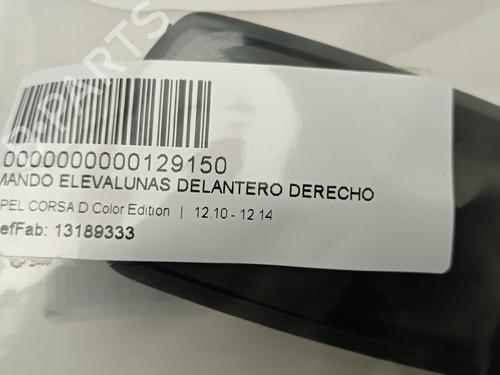 0000000000129150
MANDO ELEVALUNAS DELANTERO DERECHO
PEL CORSA D Color Edition | 12.10 - 12.14
efFab: 13189333